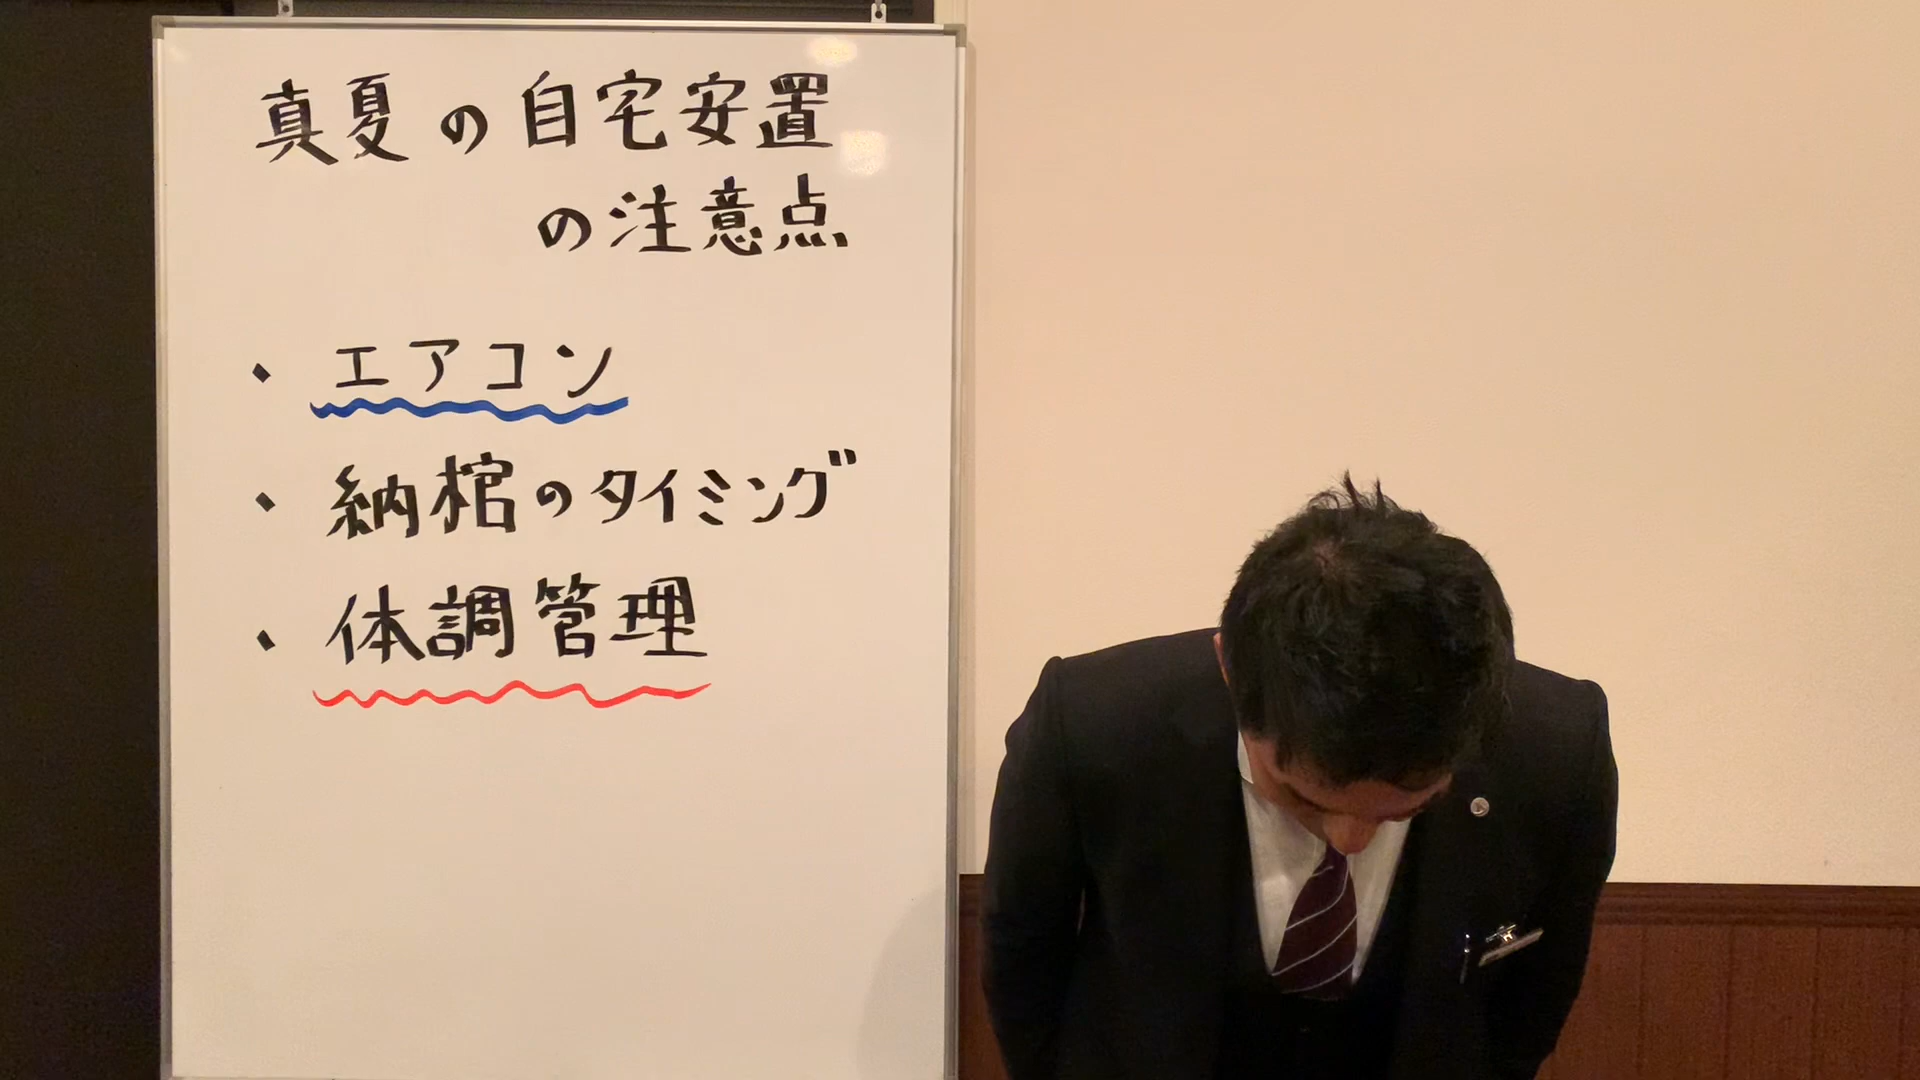 真夏の自宅安置
の注意点
・エアコン
・納棺のタイミング
・体調管理